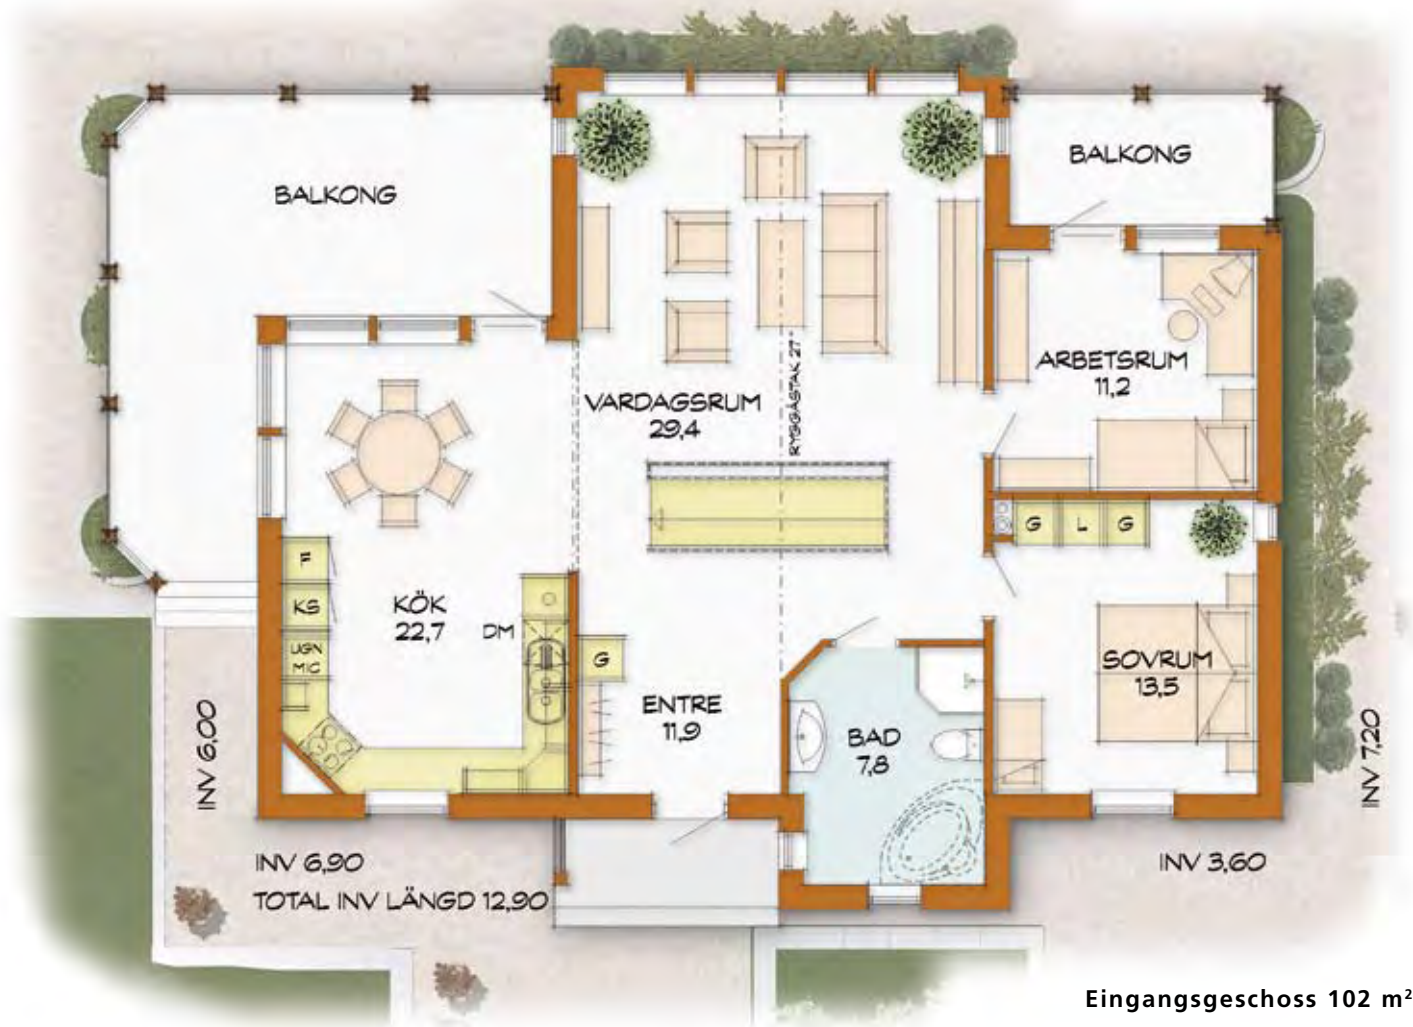 BALKONG
BALKONG
ARBETSRUM
11,2
VARDAGSRUM
29,4
RYGGÅSTAK 27°
G
L
G
F
KS
UGN
MIC
KÖK
22,7
DM
G
ENTRE
11,9
BAD
7,8
SOVRUM
13,5
INV 6,00
INV 7,20
INV 6,90
TOTAL INV LÄNGD 12,90
INV 3,60
Eingangsgeschoss 102 m²